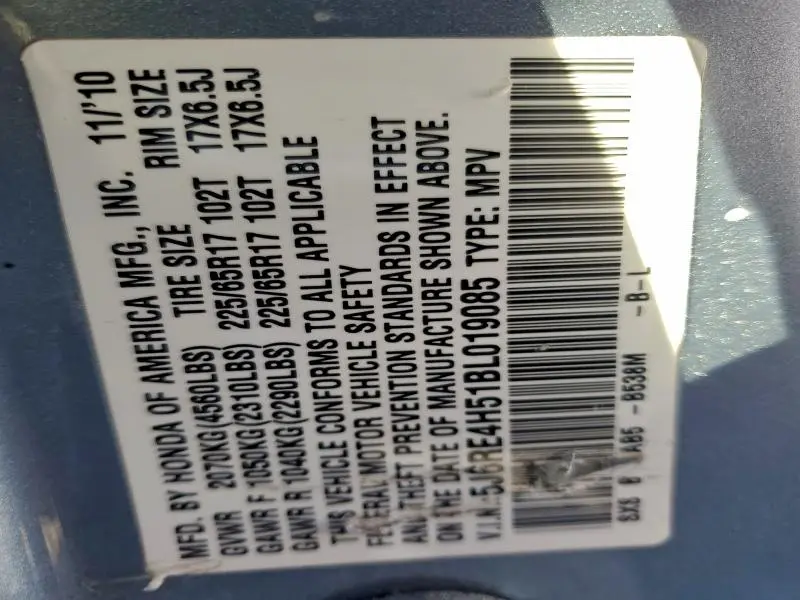 MFD. BY HONDA OF AMERICA MFG., INC. 11/'10
GVWR 2070KG(4560LBS) TIRE SIZE RIM SIZE
GAWR F 1050KG(2310LBS) 225/65R17 102T 17X6.5J
GAWR R 1040KG(2290LBS) 225/65R17 102T 17X6.5J
THIS VEHICLE CONFORMS TO ALL APPLICABLE
FEDERAL MOTOR VEHICLE SAFETY
AND THEFT PREVENTION STANDARDS IN EFFECT
ON THE DATE OF MANUFACTURE SHOWN ABOVE.
V.I.N.:5J6RE4H51BL019085 TYPE: MPV
SX8 B AB5 -B538M -B-L